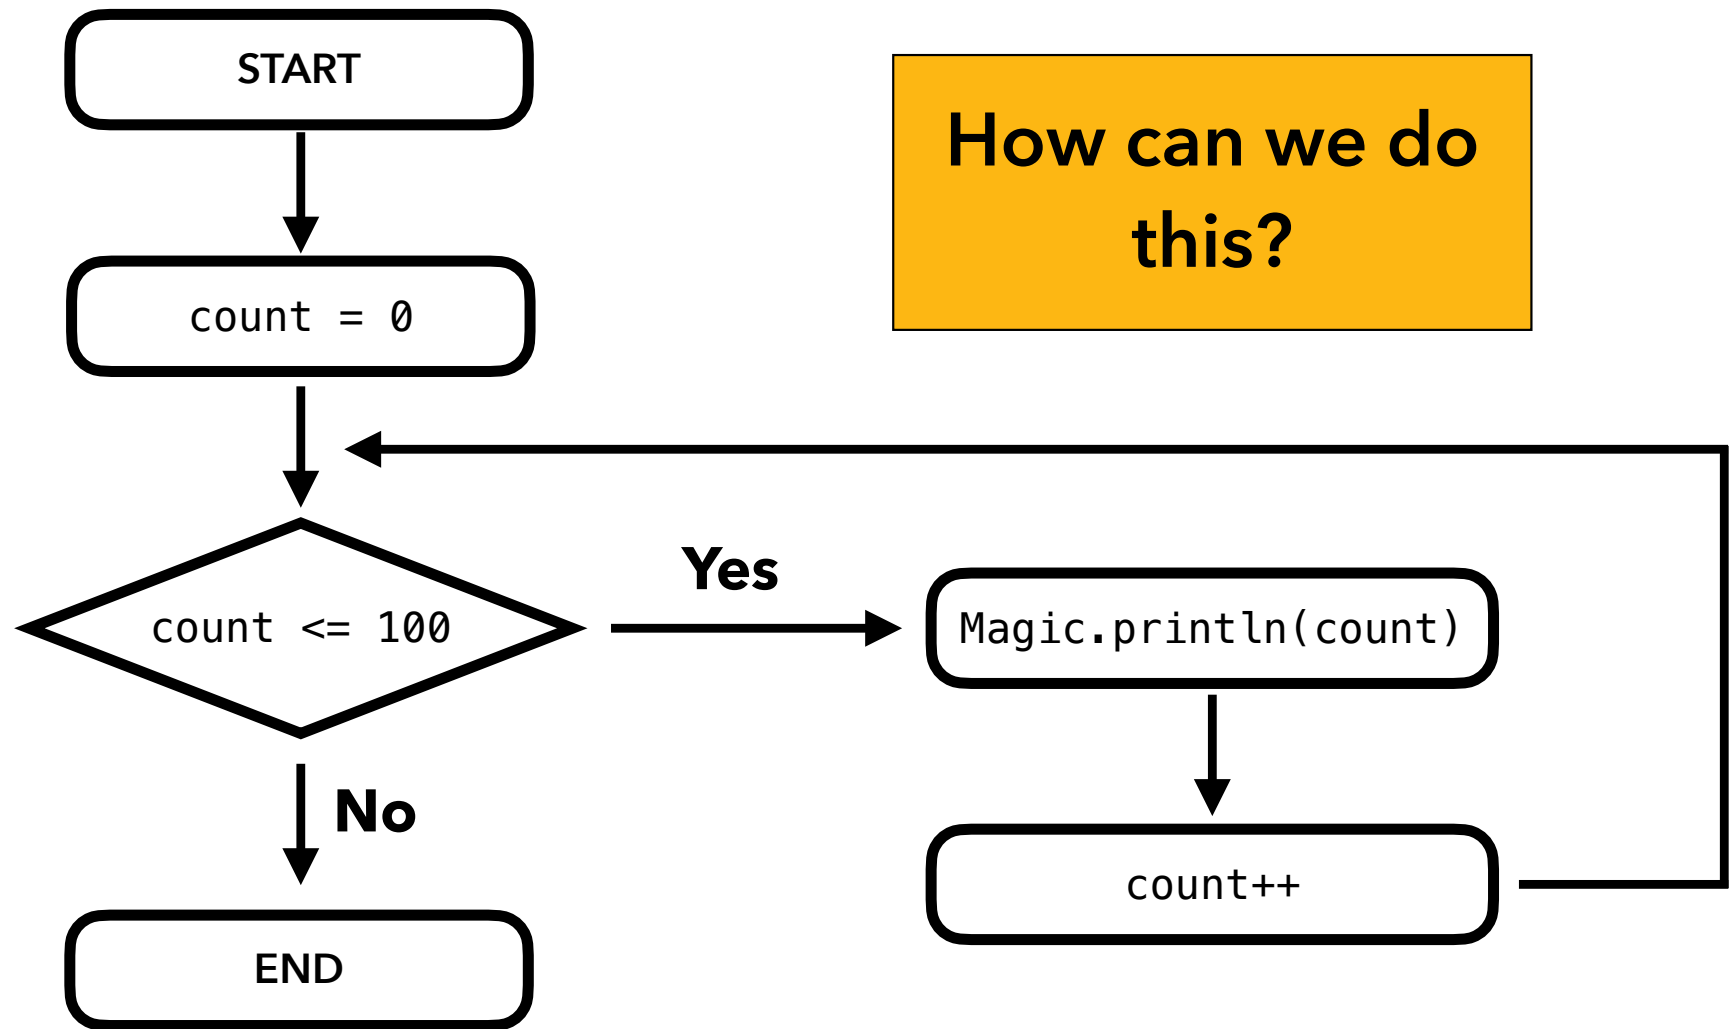 START
How can we do
this?
count = 0
count <= 100
Yes
Magic.println(count)
No
count++
END